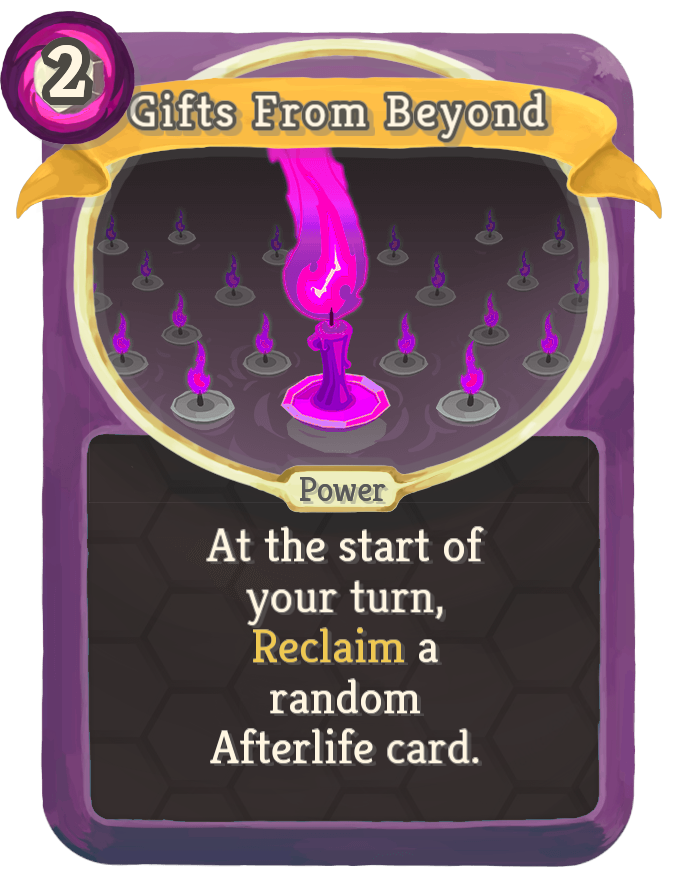 2
Gifts From Beyond
Power
At the start of
your turn,
Reclaim a
random
Afterlife card.